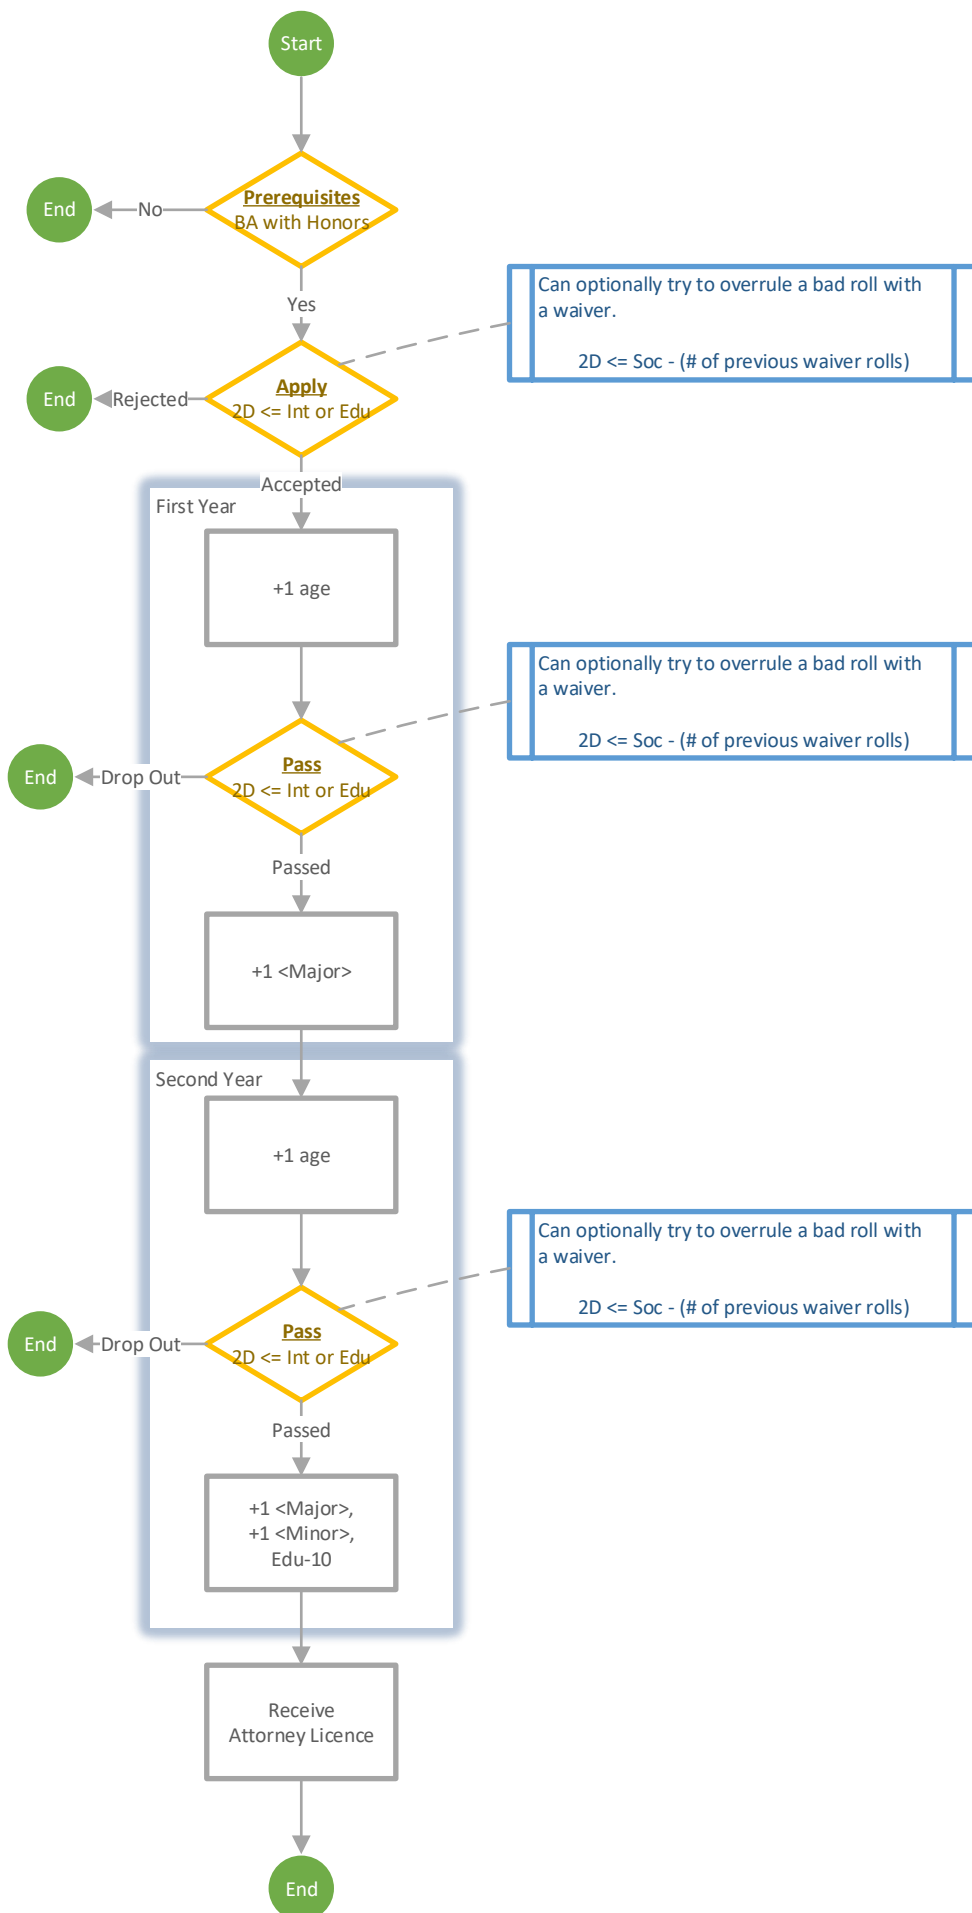 Start
Prerequisites
BA with Honors
No
End
Yes
Can optionally try to overrule a bad roll with
a waiver.
2D <= Soc - (# of previous waiver rolls)
Apply
2D <= Int or Edu
Rejected
End
Accepted
First Year
+1 age
Can optionally try to overrule a bad roll with
a waiver.
2D <= Soc - (# of previous waiver rolls)
Pass
2D <= Int or Edu
Drop Out
End
Passed
+1 <Major>
Second Year
+1 age
Can optionally try to overrule a bad roll with
a waiver.
2D <= Soc - (# of previous waiver rolls)
Pass
2D <= Int or Edu
Drop Out
End
Passed
+1 <Major>,
+1 <Minor>,
Edu-10
Receive
Attorney Licence
End